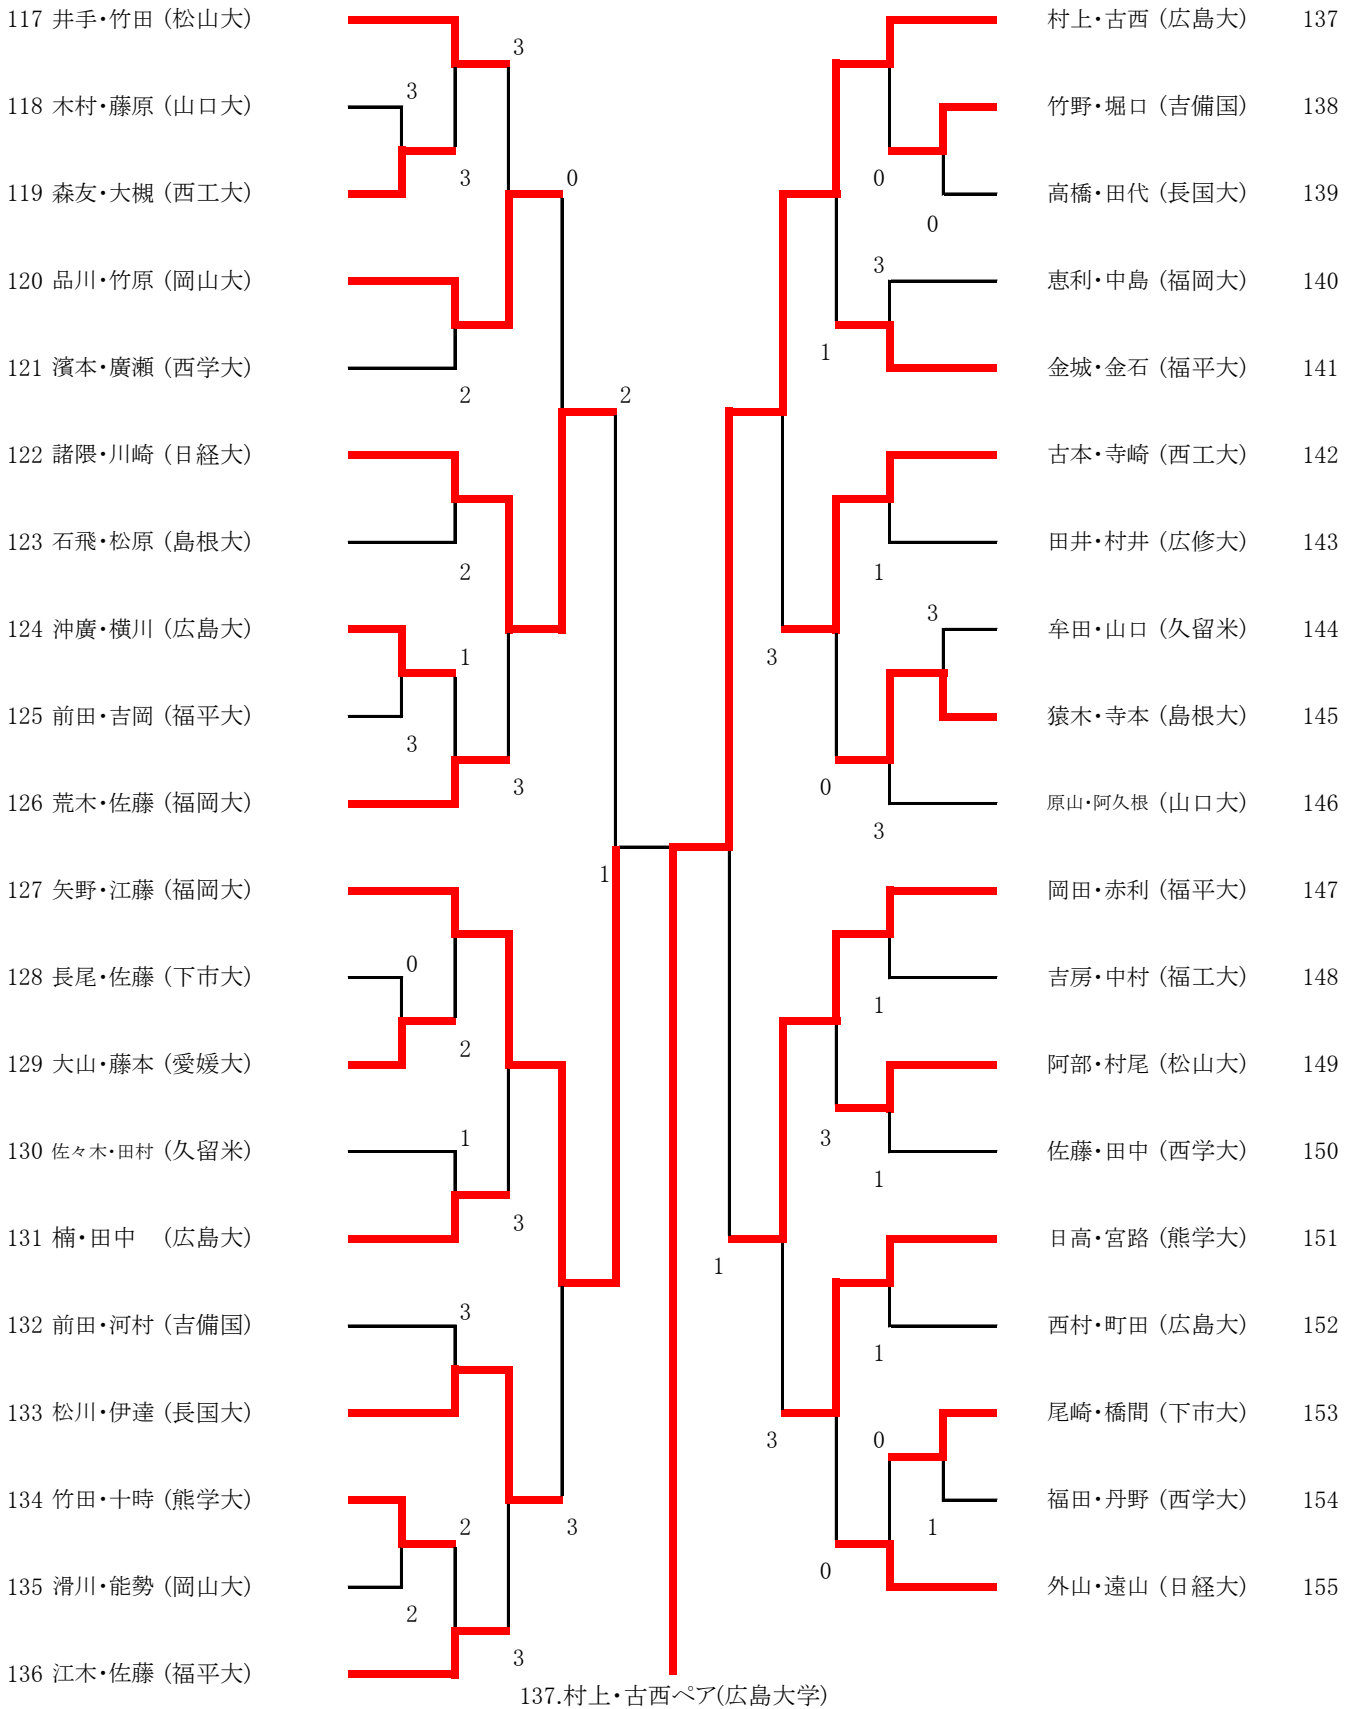 117 井手・竹田 (松山大)
118 木村・藤原 (山口大)
119 森友・大槻 (西工大)
120 品川・竹原 (岡山大)
121 濱本・廣瀬 (西学大)
122 諸隈・川崎 (日経大)
123 石飛・松原 (島根大)
124 沖廣・横川 (広島大)
125 前田・吉岡 (福平大)
126 荒木・佐藤 (福岡大)
127 矢野・江藤 (福岡大)
128 長尾・佐藤 (下市大)
129 大山・藤本 (愛媛大)
130 佐々木・田村 (久留米)
131 楠・田中 (広島大)
132 前田・河村 (吉備国)
133 松川・伊達 (長国大)
134 竹田・十時 (熊学大)
135 滑川・能勢 (岡山大)
136 江木・佐藤 (福平大)
3
3
3
0
2
2
2
1
3
3
1
0
2
1
3
3
2
3
2
3
村上・古西 (広島大) 137
竹野・堀口 (吉備国) 138
高橋・田代 (長国大) 139
恵利・中島 (福岡大) 140
金城・金石 (福平大) 141
古本・寺崎 (西工大) 142
田井・村井 (広修大) 143
牟田・山口 (久留米) 144
猿木・寺本 (島根大) 145
原山・阿久根 (山口大) 146
岡田・赤利 (福平大) 147
吉房・中村 (福工大) 148
阿部・村尾 (松山大) 149
佐藤・田中 (西学大) 150
日高・宮路 (熊学大) 151
西村・町田 (広島大) 152
尾崎・橋間 (下市大) 153
福田・丹野 (西学大) 154
外山・遠山 (日経大) 155
0
0
3
1
1
3
3
0
3
1
3
1
1
1
3
0
1
0
137.村上・古西ペア(広島大学)